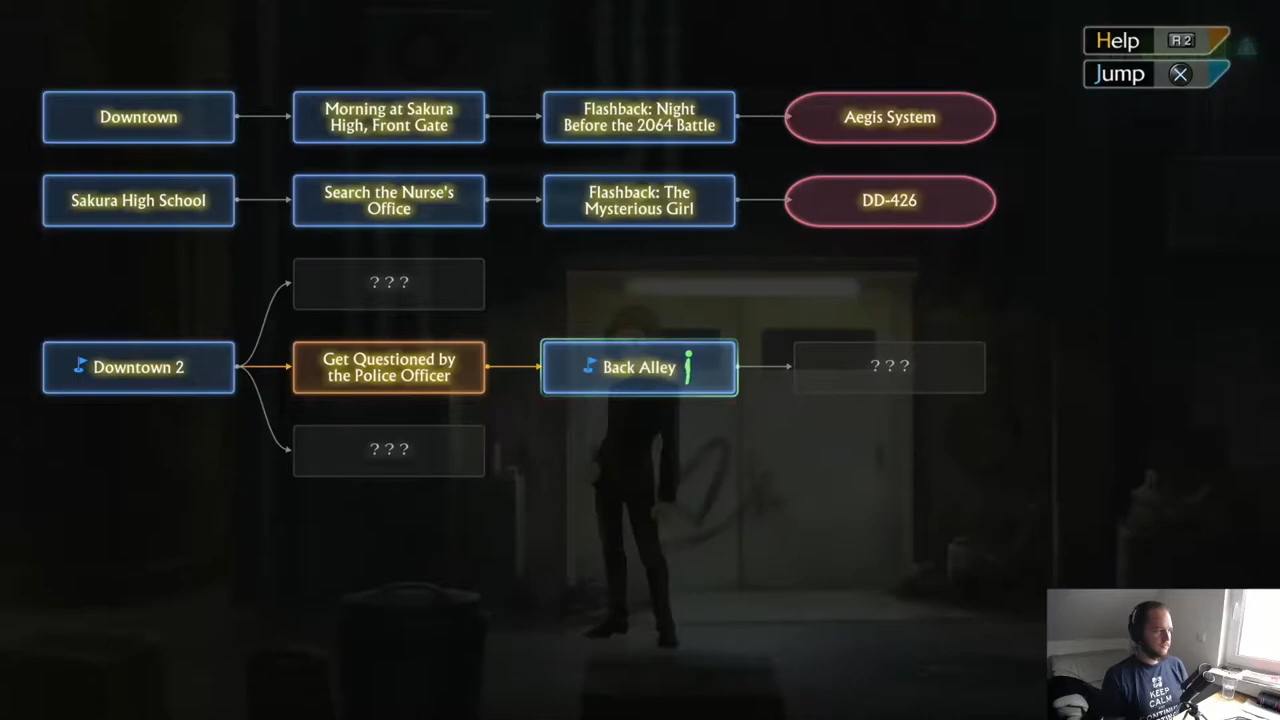 Help R2
Jump
Downtown
Morning at Sakura
High, Front Gate
Flashback: Night
Before the 2064 Battle
Aegis System
Sakura High School
Search the Nurse's
Office
Flashback: The
Mysterious Girl
DD-426
? ? ?
Downtown 2
Get Questioned by
the Police Officer
Back Alley
? ? ?
? ? ?
KEEP
CALM